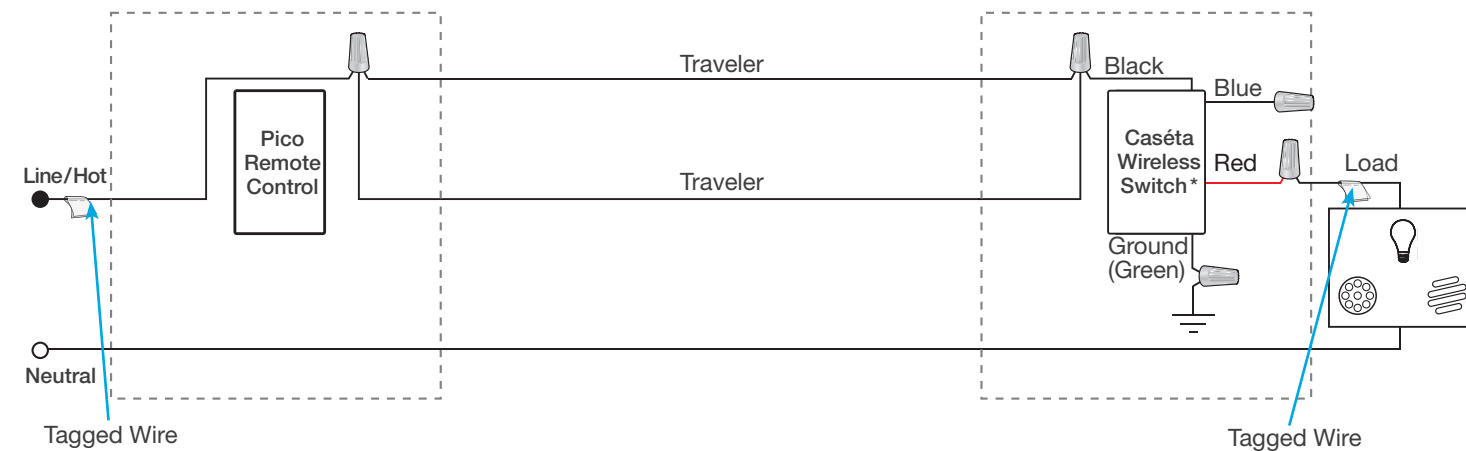 Traveler
Black
Blue
Pico
Remote
Control
Caséta
Wireless
Switch*
Line/Hot
Traveler
Red
Load
Ground
(Green)
Neutral
Tagged Wire
Tagged Wire